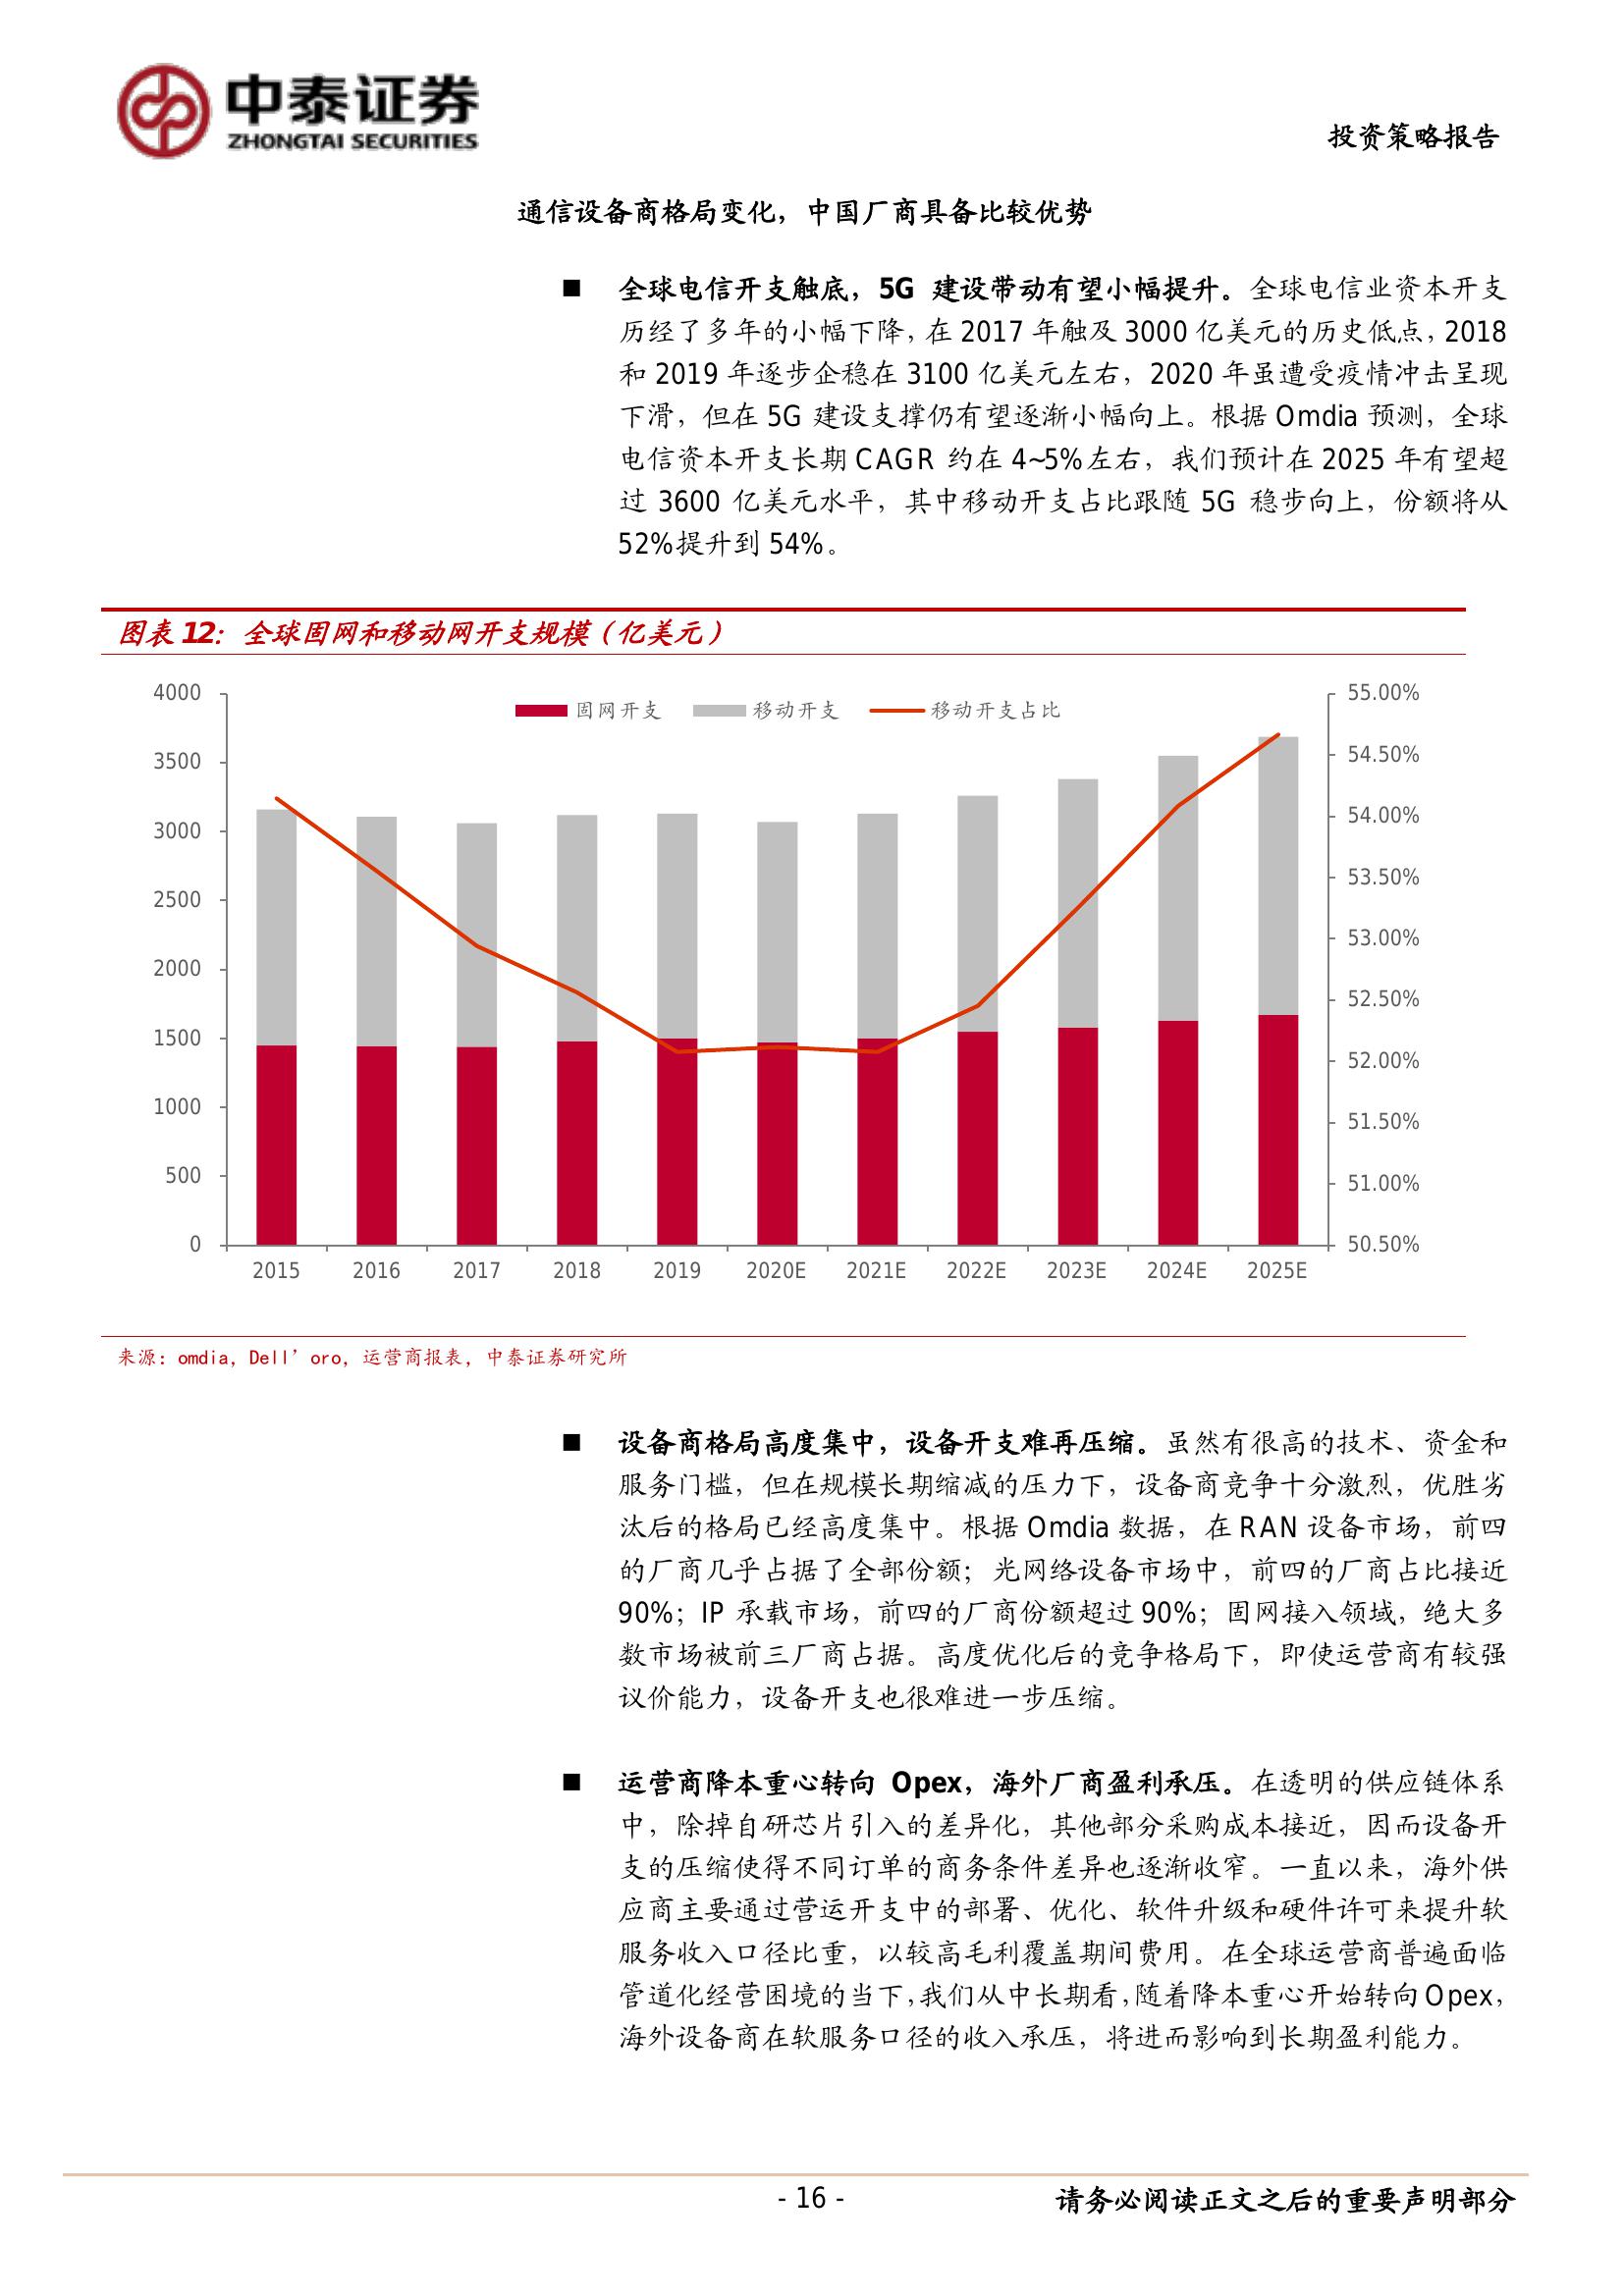 中泰证券
ZHONGTAI SECURITIES
投资策略报告
通信设备商格局变化，中国厂商具备比较优势
■ 全球电信开支触底，5G 建设带动有望小幅提升。全球电信业资本开支
历经了多年的小幅下降，在 2017 年触及 3000 亿美元的历史低点，2018
和 2019 年逐步企稳在 3100 亿美元左右，2020 年虽遭受疫情冲击呈现
下滑，但在 5G 建设支撑仍有望逐渐小幅向上。根据 Omdia 预测，全球
电信资本开支长期 CAGR 约在 4~5%左右，我们预计在 2025 年有望超
过 3600 亿美元水平，其中移动开支占比跟随 5G 稳步向上，份额将从
52%提升到 54%。
图表 12：全球固网和移动网开支规模（亿美元）
固网开支 移动开支 移动开支占比
4000
3500
3000
2500
2000
1500
1000
500
0
55.00%
54.50%
54.00%
53.50%
53.00%
52.50%
52.00%
51.50%
51.00%
50.50%
2015 2016 2017 2018 2019 2020E 2021E 2022E 2023E 2024E 2025E
来源：omdia，Dell’oro，运营商报表，中泰证券研究所
■ 设备商格局高度集中，设备开支难再压缩。虽然有很高的技术、资金和
服务门槛，但在规模长期缩减的压力下，设备商竞争十分激烈，优胜劣
汰后的格局已经高度集中。根据 Omdia 数据，在 RAN 设备市场，前四
的厂商几乎占据了全部份额；光网络设备市场中，前四的厂商占比接近
90%；IP 承载市场，前四的厂商份额超过 90%；固网接入领域，绝大多
数市场被前三厂商占据。高度优化后的竞争格局下，即使运营商有较强
议价能力，设备开支也很难进一步压缩。
■ 运营商降本重心转向 Opex，海外厂商盈利承压。在透明的供应链体系
中，除掉自研芯片引入的差异化，其他部分采购成本接近，因而设备开
支的压缩使得不同订单的商务条件差异也逐渐收窄。一直以来，海外供
应商主要通过营运开支中的部署、优化、软件升级和硬件许可来提升软
服务收入口径比重，以较高毛利覆盖期间费用。在全球运营商普遍面临
管道化经营困境的当下，我们从中长期看，随着降本重心开始转向 Opex，
海外设备商在软服务口径的收入承压，将进而影响到长期盈利能力。
- 16 -
请务必阅读正文之后的重要声明部分